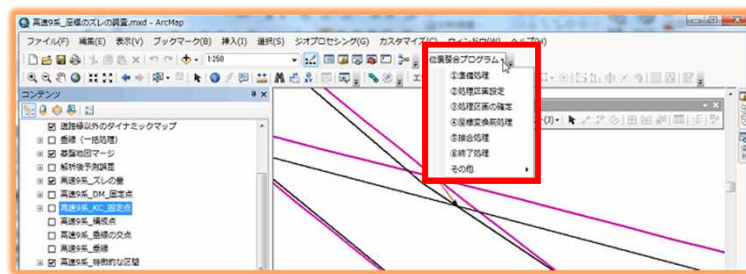 高速9系_座標のズレの調査.mxd - ArcMap
ファイル(F) 編集(E) 表示(V) ブックマーク(B) 挿入(I) 選択(S) ジオプロセシング(G) カスタマイズ(C) ウィンドウ(W) ヘルプ(H)
1:250
位置整合プログラム
①準備処理
②処理区画設定
③処理区画の確定
④座標変換前処理
⑤接合処理
⑥終了処理
その他
コンテンツ
道路縁以外のダイナミックマップ
垂線（一括処理）
基盤地図マージ
解析後予測誤差
高速9系_ズレの量
高速9系_DM_固定点
高速9系_KC_固定点
高速9系_構成点
高速9系_垂線の交点
高速9系_垂線
高速9系_特徴的な区間